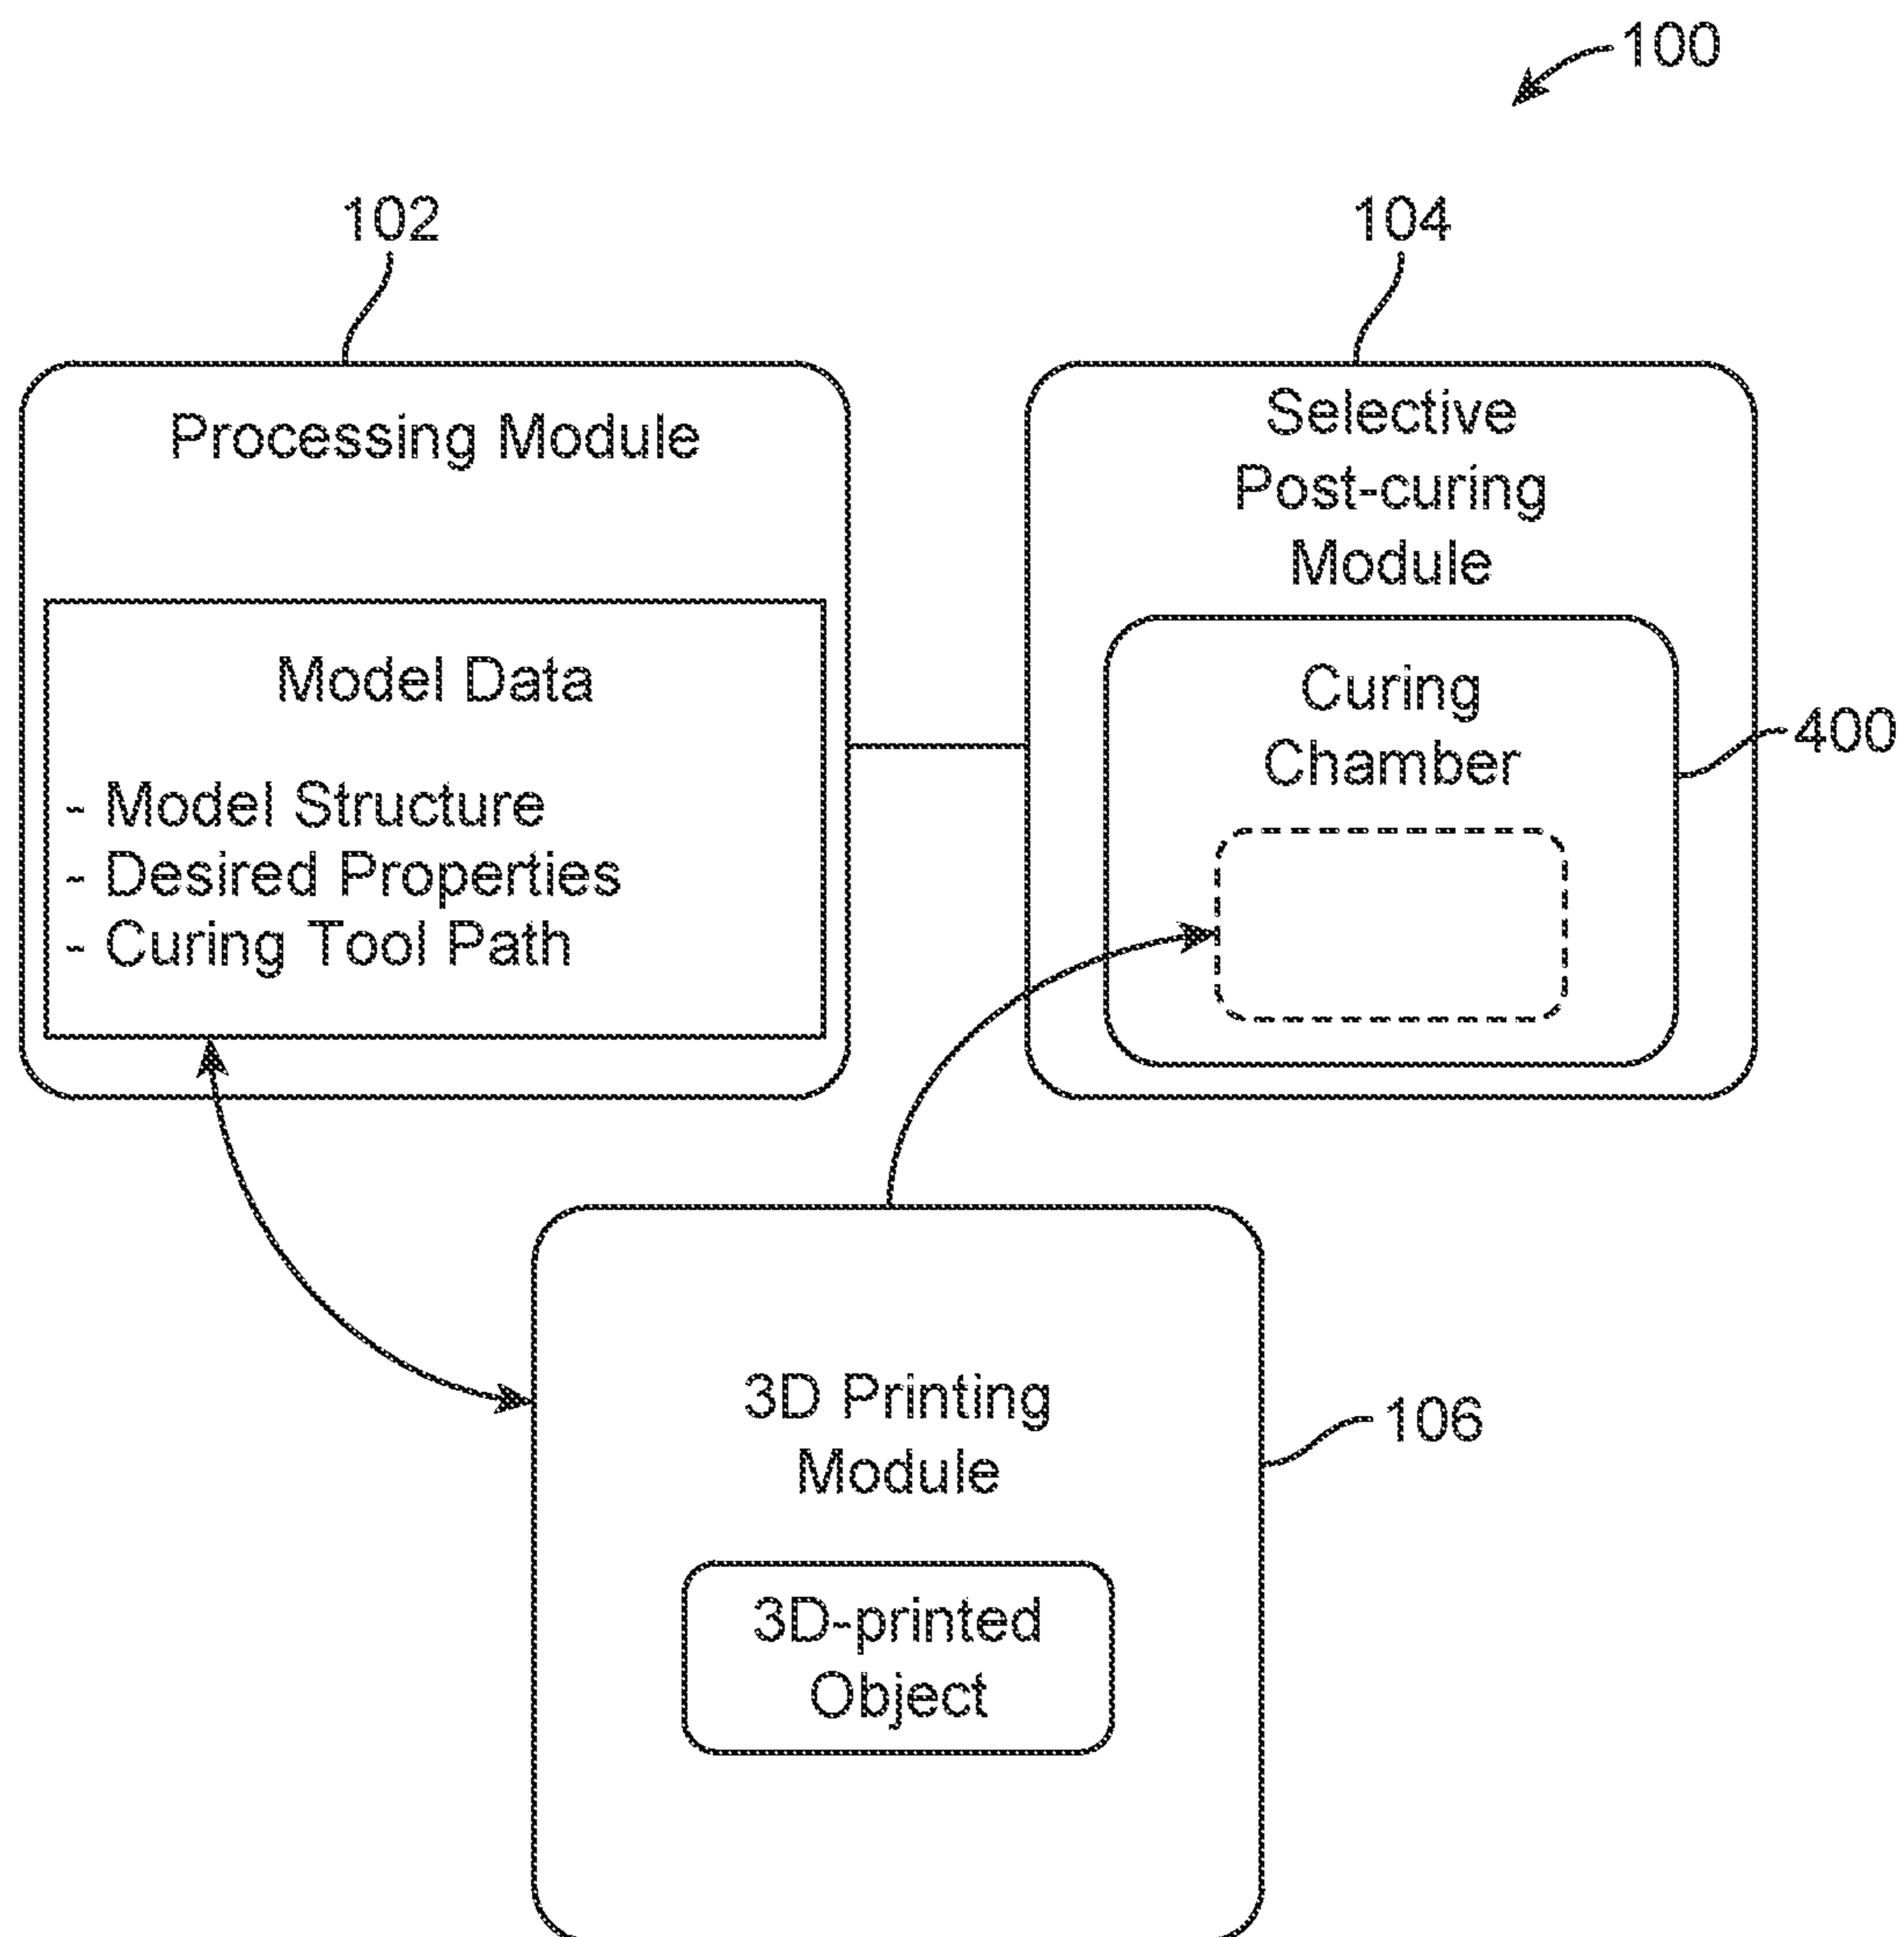 100
102
104
Processing Module
Selective
Post-curing
Module
Model Data
- Model Structure
- Desired Properties
- Curing Tool Path
Curing
Chamber
400
3D Printing
Module
106
3D-printed
Object